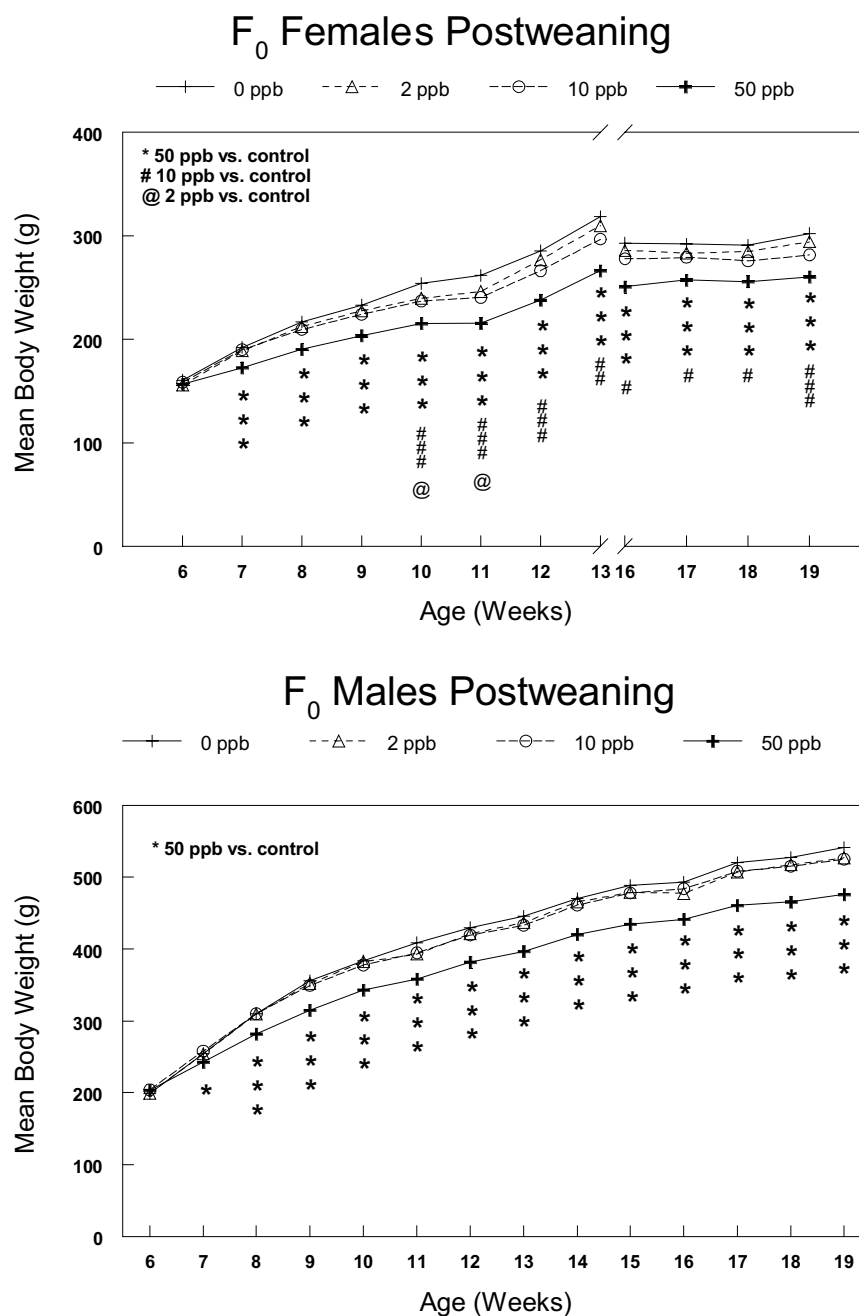 F0 Females Postweaning
0 ppb 2 ppb 10 ppb 50 ppb
* 50 ppb vs. control
# 10 ppb vs. control
@ 2 ppb vs. control
Mean Body Weight (g)
400
300
200
100
0
* * * * * * * * * * *
* * * * * * * * * * *
* * * * * * * * * * *
# # # # # # # #
# # # # #
# # # #
@ @
6 7 8 9 10 11 12 13 16 17 18 19
Age (Weeks)
F0 Males Postweaning
0 ppb 2 ppb 10 ppb 50 ppb
* 50 ppb vs. control
Mean Body Weight (g)
600
500
400
300
200
100
0
* * * * * * * * * * * * *
* * * * * * * * * * * *
* * * * * * * * * * * *
6 7 8 9 10 11 12 13 14 15 16 17 18 19
Age (Weeks)